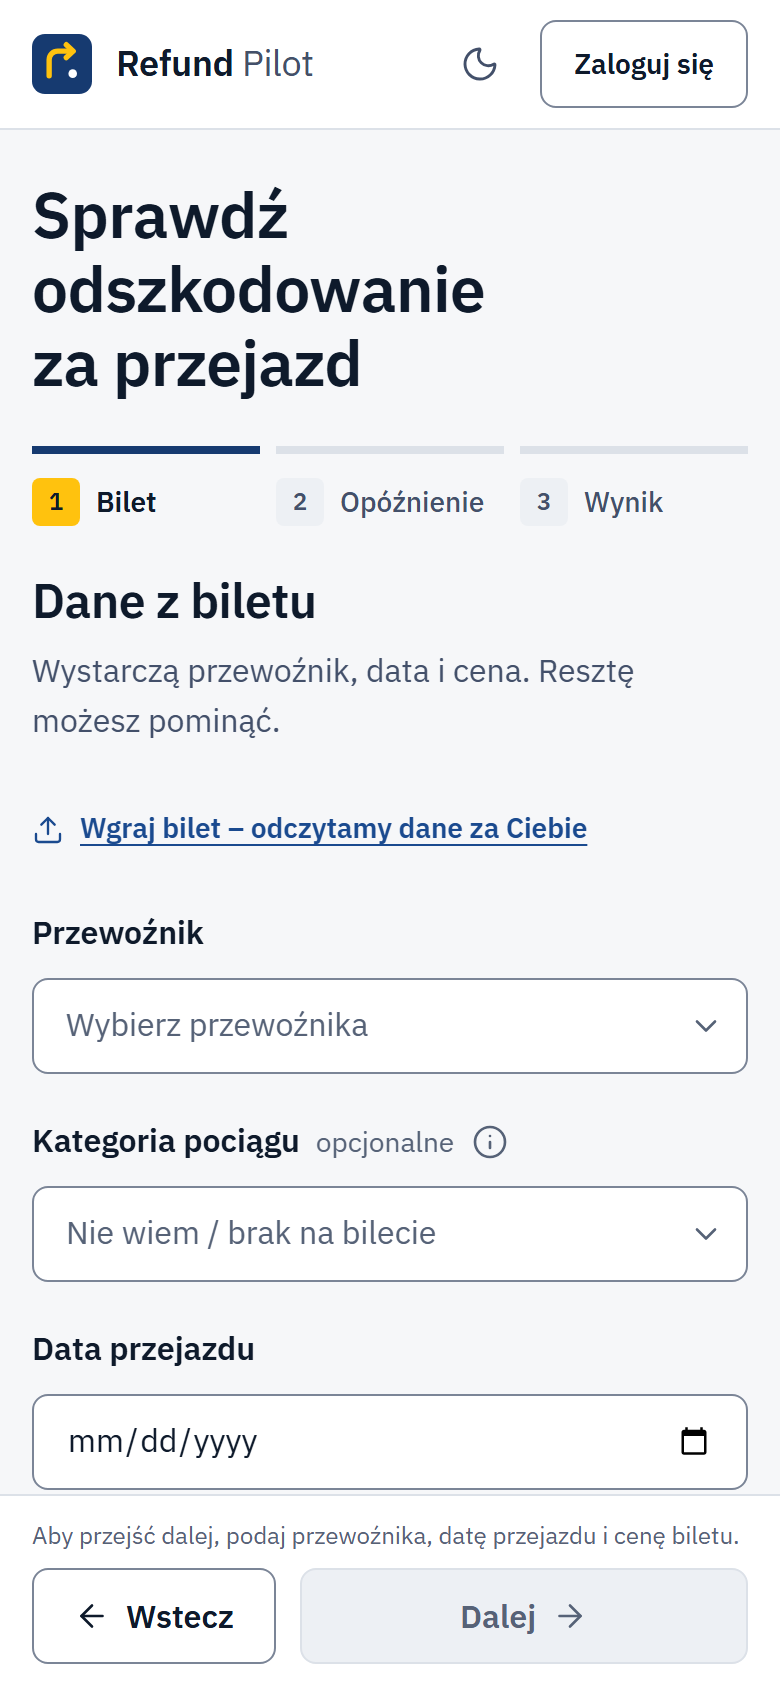 Refund Pilot
Zaloguj się
Sprawdź
odszkodowanie
za przejazd
1 Bilet
2 Opóźnienie
3 Wynik
Dane z biletu
Wystarczą przewoźnik, data i cena. Resztę
możesz pominąć.
Wgraj bilet – odczytamy dane za Ciebie
Przewoźnik
Wybierz przewoźnika
Kategoria pociągu opcjonalne
Nie wiem / brak na bilecie
Data przejazdu
mm/dd/yyyy
Aby przejść dalej, podaj przewoźnika, datę przejazdu i cenę biletu.
Wstecz
Dalej